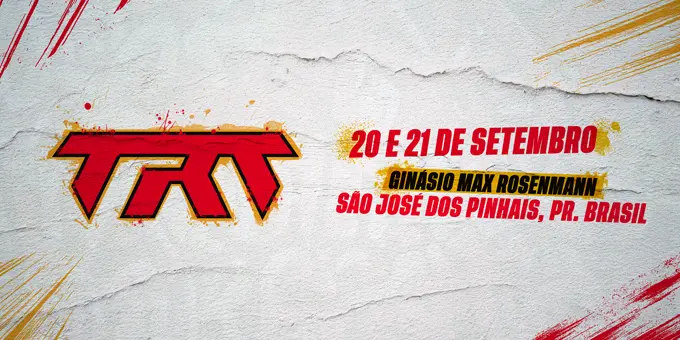 TRT
20 E 21 DE SETEMBRO
GINÁSIO MAX ROSENMANN
SÃO JOSÉ DOS PINHAIS, PR. BRASIL